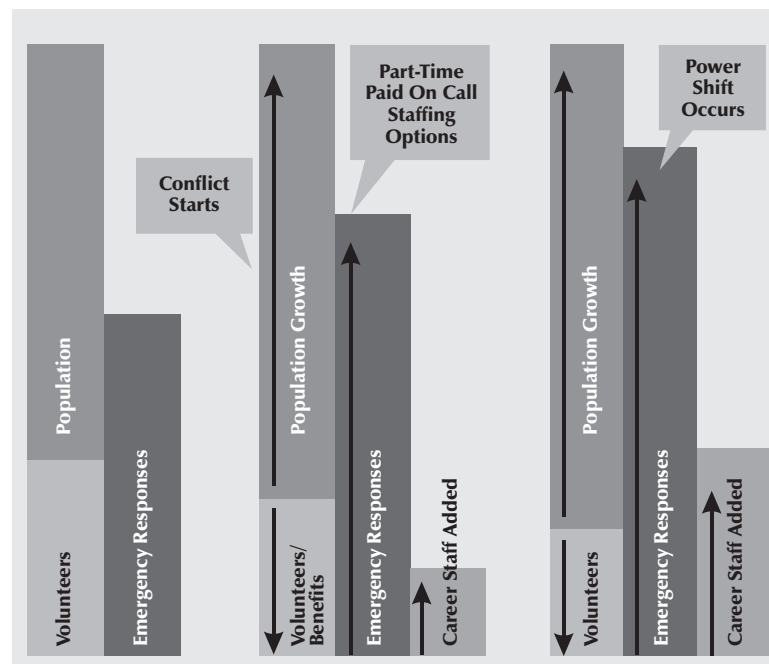 Population
Volunteers
Emergency Responses
Conflict
Starts
Population Growth
Volunteers/
Benefits
Part-Time
Paid On Call
Staffing
Options
Emergency Responses
Career Staff Added
Population Growth
Volunteers
Power
Shift
Occurs
Emergency Responses
Career Staff Added